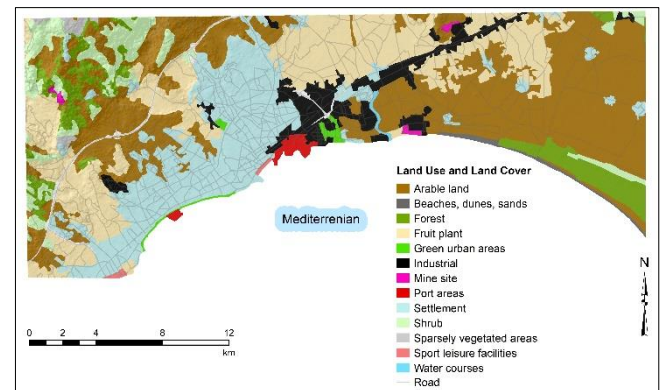 Mediterrenian
Land Use and Land Cover
Arable land
Beaches, dunes, sands
Forest
Fruit plant
Green urban areas
Industrial
Mine site
Port areas
Settlement
Shrub
Sparsely vegetated areas
Sport leisure facilities
Water courses
Road
N
0 2 4 8 12
km